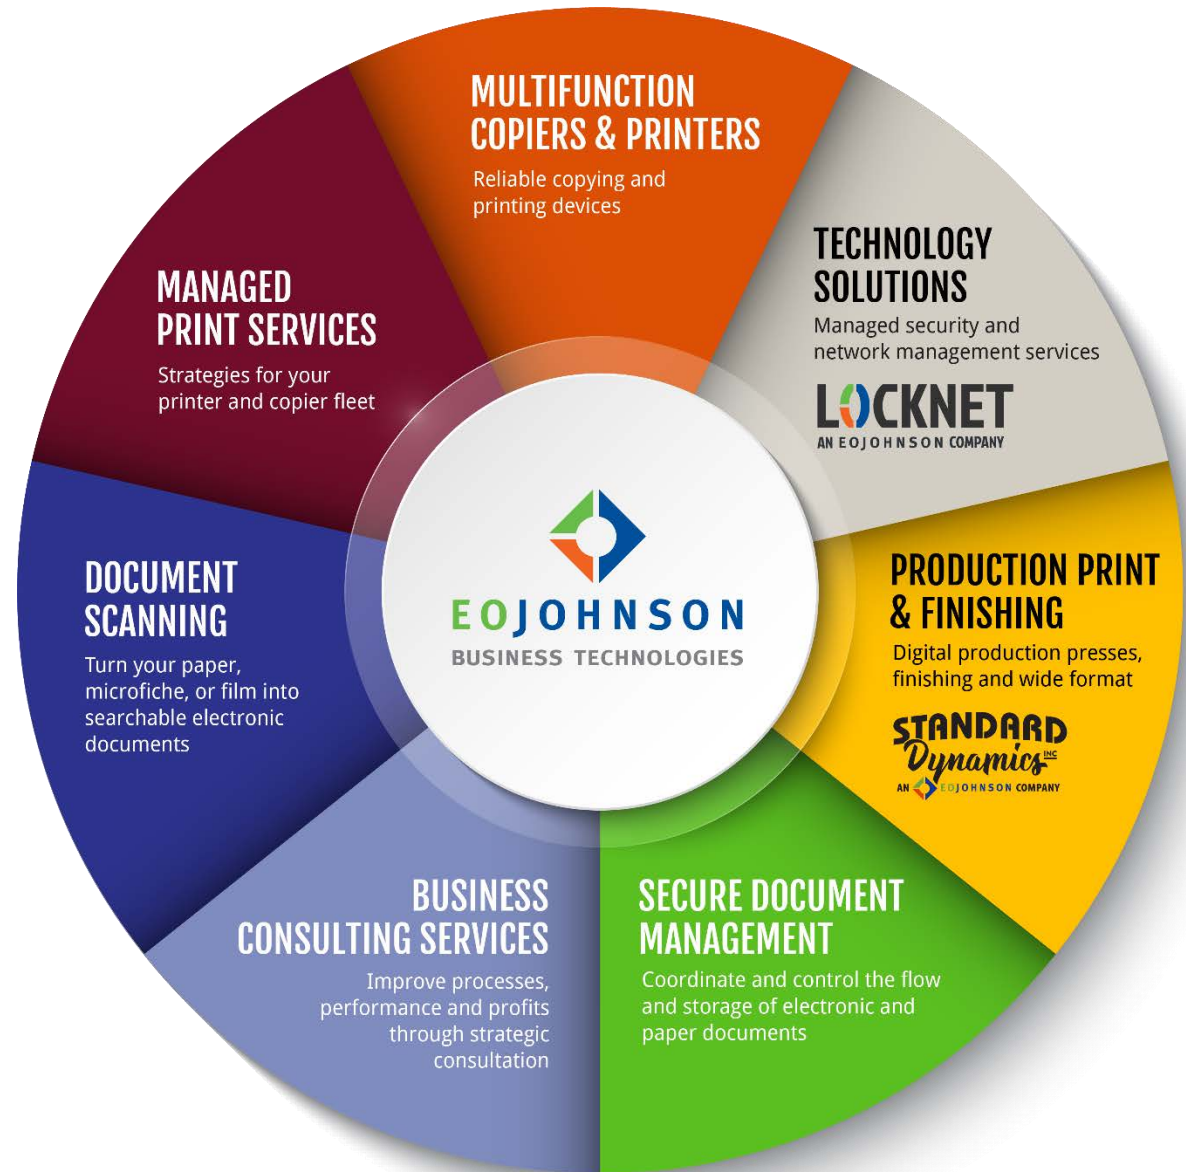 MULTIFUNCTION
COPIERS & PRINTERS
Reliable copying and
printing devices
TECHNOLOGY
SOLUTIONS
Managed security and
network management services
LOCKNET
AN EOJOHNSON COMPANY
PRODUCTION PRINT
& FINISHING
Digital production presses,
finishing and wide format
STANDARD
Dynamics INC
AN EOJOHNSON COMPANY
SECURE DOCUMENT
MANAGEMENT
Coordinate and control the flow
and storage of electronic and
paper documents
BUSINESS
CONSULTING SERVICES
Improve processes,
performance and profits
through strategic
consultation
DOCUMENT
SCANNING
Turn your paper,
microfiche, or film into
searchable electronic
documents
MANAGED
PRINT SERVICES
Strategies for your
printer and copier fleet
EOJOHNSON
BUSINESS TECHNOLOGIES